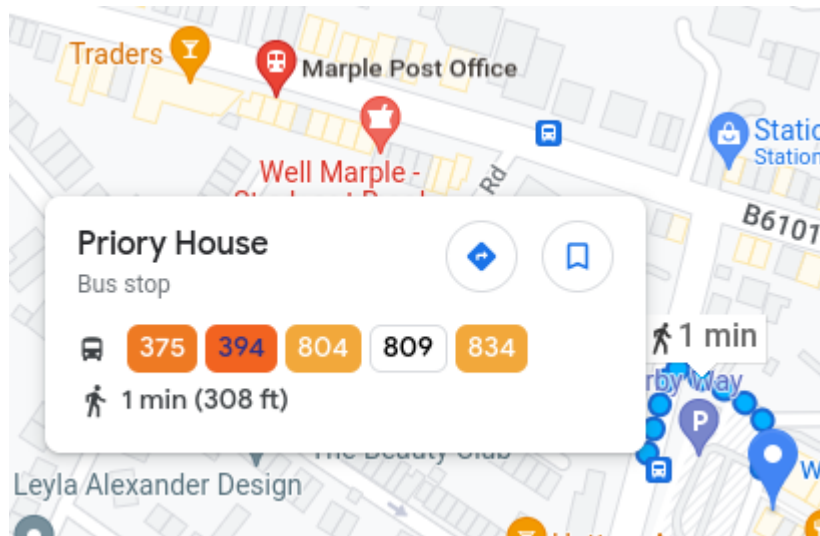 Traders
Marple Post Office
Well Marple -
Rd
Station
B6101
Priory House
Bus stop
375 394 804 809 834
1 min (308 ft)
1 min
rby Way
P
The Beauty Club
W
Leyla Alexander Design